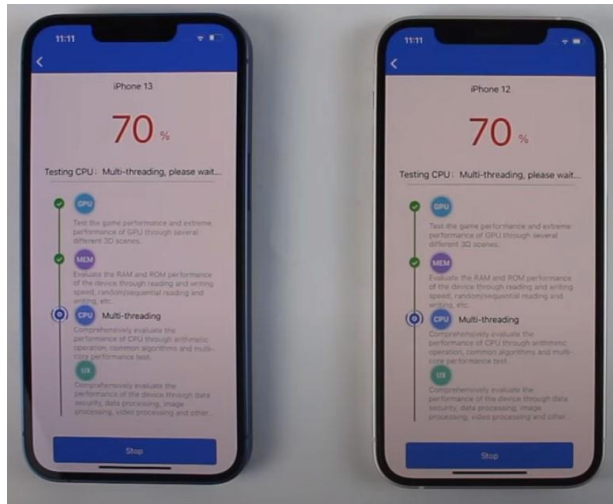 11:11
iPhone 13
70 %
Testing CPU: Multi-threading, please wait...
GPU
Test the game performance and extreme
performance of GPU through several
different 3D scenes.
MEM
Evaluate the RAM and ROM performance
of the device through reading and writing
speed, random/sequential reading and
writing, etc.
CPU Multi-threading
Comprehensively evaluate the
performance of CPU through arithmetic
operation, common algorithms and multi-
core performance test.
UX
Comprehensively evaluate the
performance of the device through data
security, data processing, image
processing, video processing and other...
Stop
11:11
iPhone 12
70 %
Testing CPU: Multi-threading, please wait...
GPU
Test the game performance and extreme
performance of GPU through several
different 3D scenes.
MEM
Evaluate the RAM and ROM performance
of the device through reading and writing
speed, random/sequential reading and
writing, etc.
CPU Multi-threading
Comprehensively evaluate the
performance of CPU through arithmetic
operation, common algorithms and multi-
core performance test.
UX
Comprehensively evaluate the
performance of the device through data
security, data processing, image
processing, video processing and other...
Stop